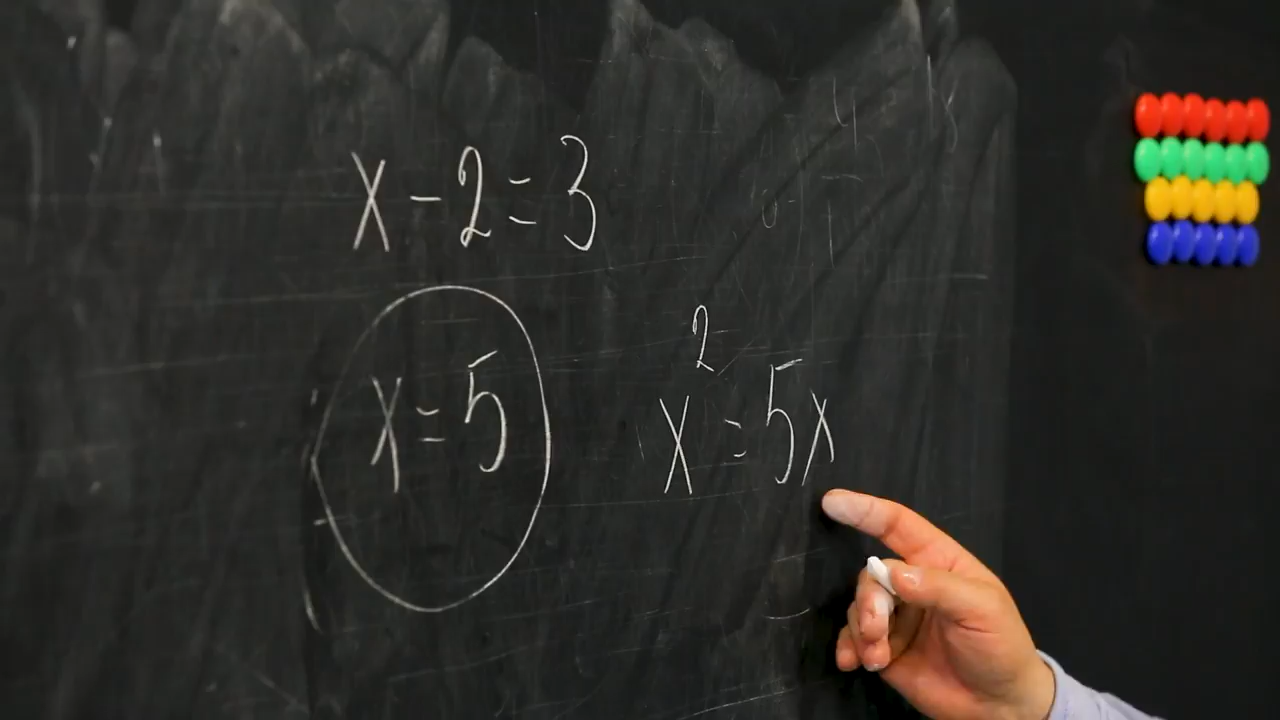 x - 2 = 3
x = 5
x² = 5x